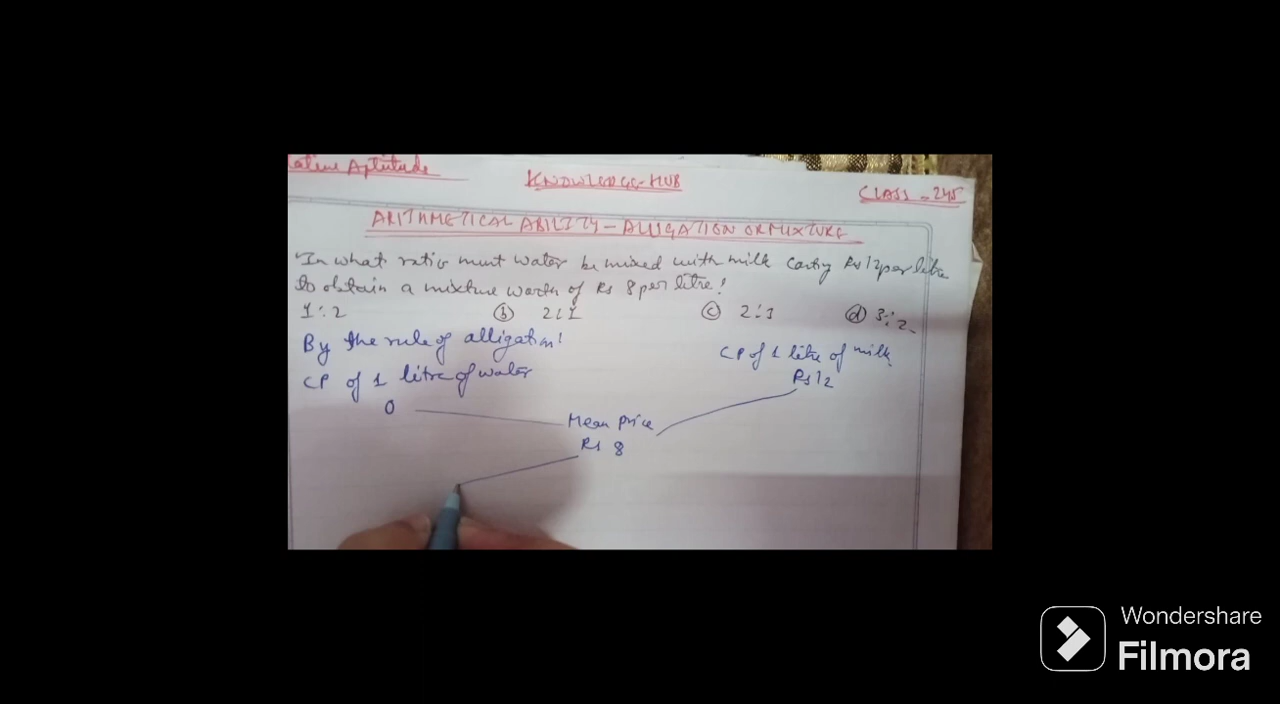 ative Aptitude
KNOWLEDGE-HUB
CLASS - 245
ARITHMETICAL ABILITY - ALLIGATION OR MIXTURE
In what ratio must water be mixed with milk costing Rs 12 per litre
to obtain a mixture worth of Rs 8 per litre?
1:2 (b) 2:1 (c) 2:1 (d) 3:2
By the rule of alligation:
CP of 1 litre of water
CP of 1 litre of milk
Rs 12
0
Mean price
Rs 8
Wondershare
Filmora